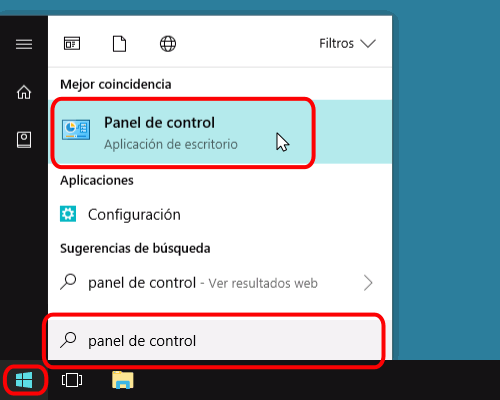 Filtros
Mejor coincidencia
Panel de control
Aplicación de escritorio
Aplicaciones
Configuración
Sugerencias de búsqueda
panel de control - Ver resultados web
panel de control